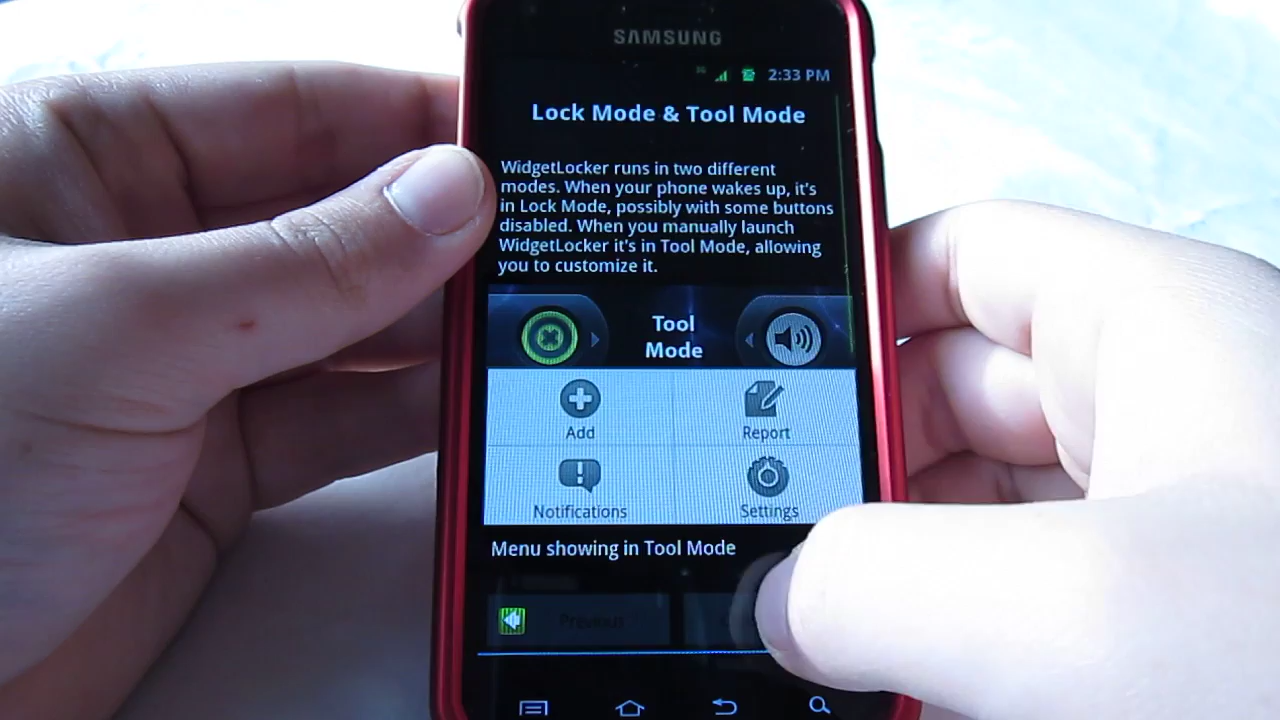 SAMSUNG
2:33 PM
Lock Mode & Tool Mode
WidgetLocker runs in two different
modes. When your phone wakes up, it's
in Lock Mode, possibly with some buttons
disabled. When you manually launch
WidgetLocker it's in Tool Mode, allowing
you to customize it.
Tool
Mode
Add
Report
Notifications
Settings
Menu showing in Tool Mode
Previous